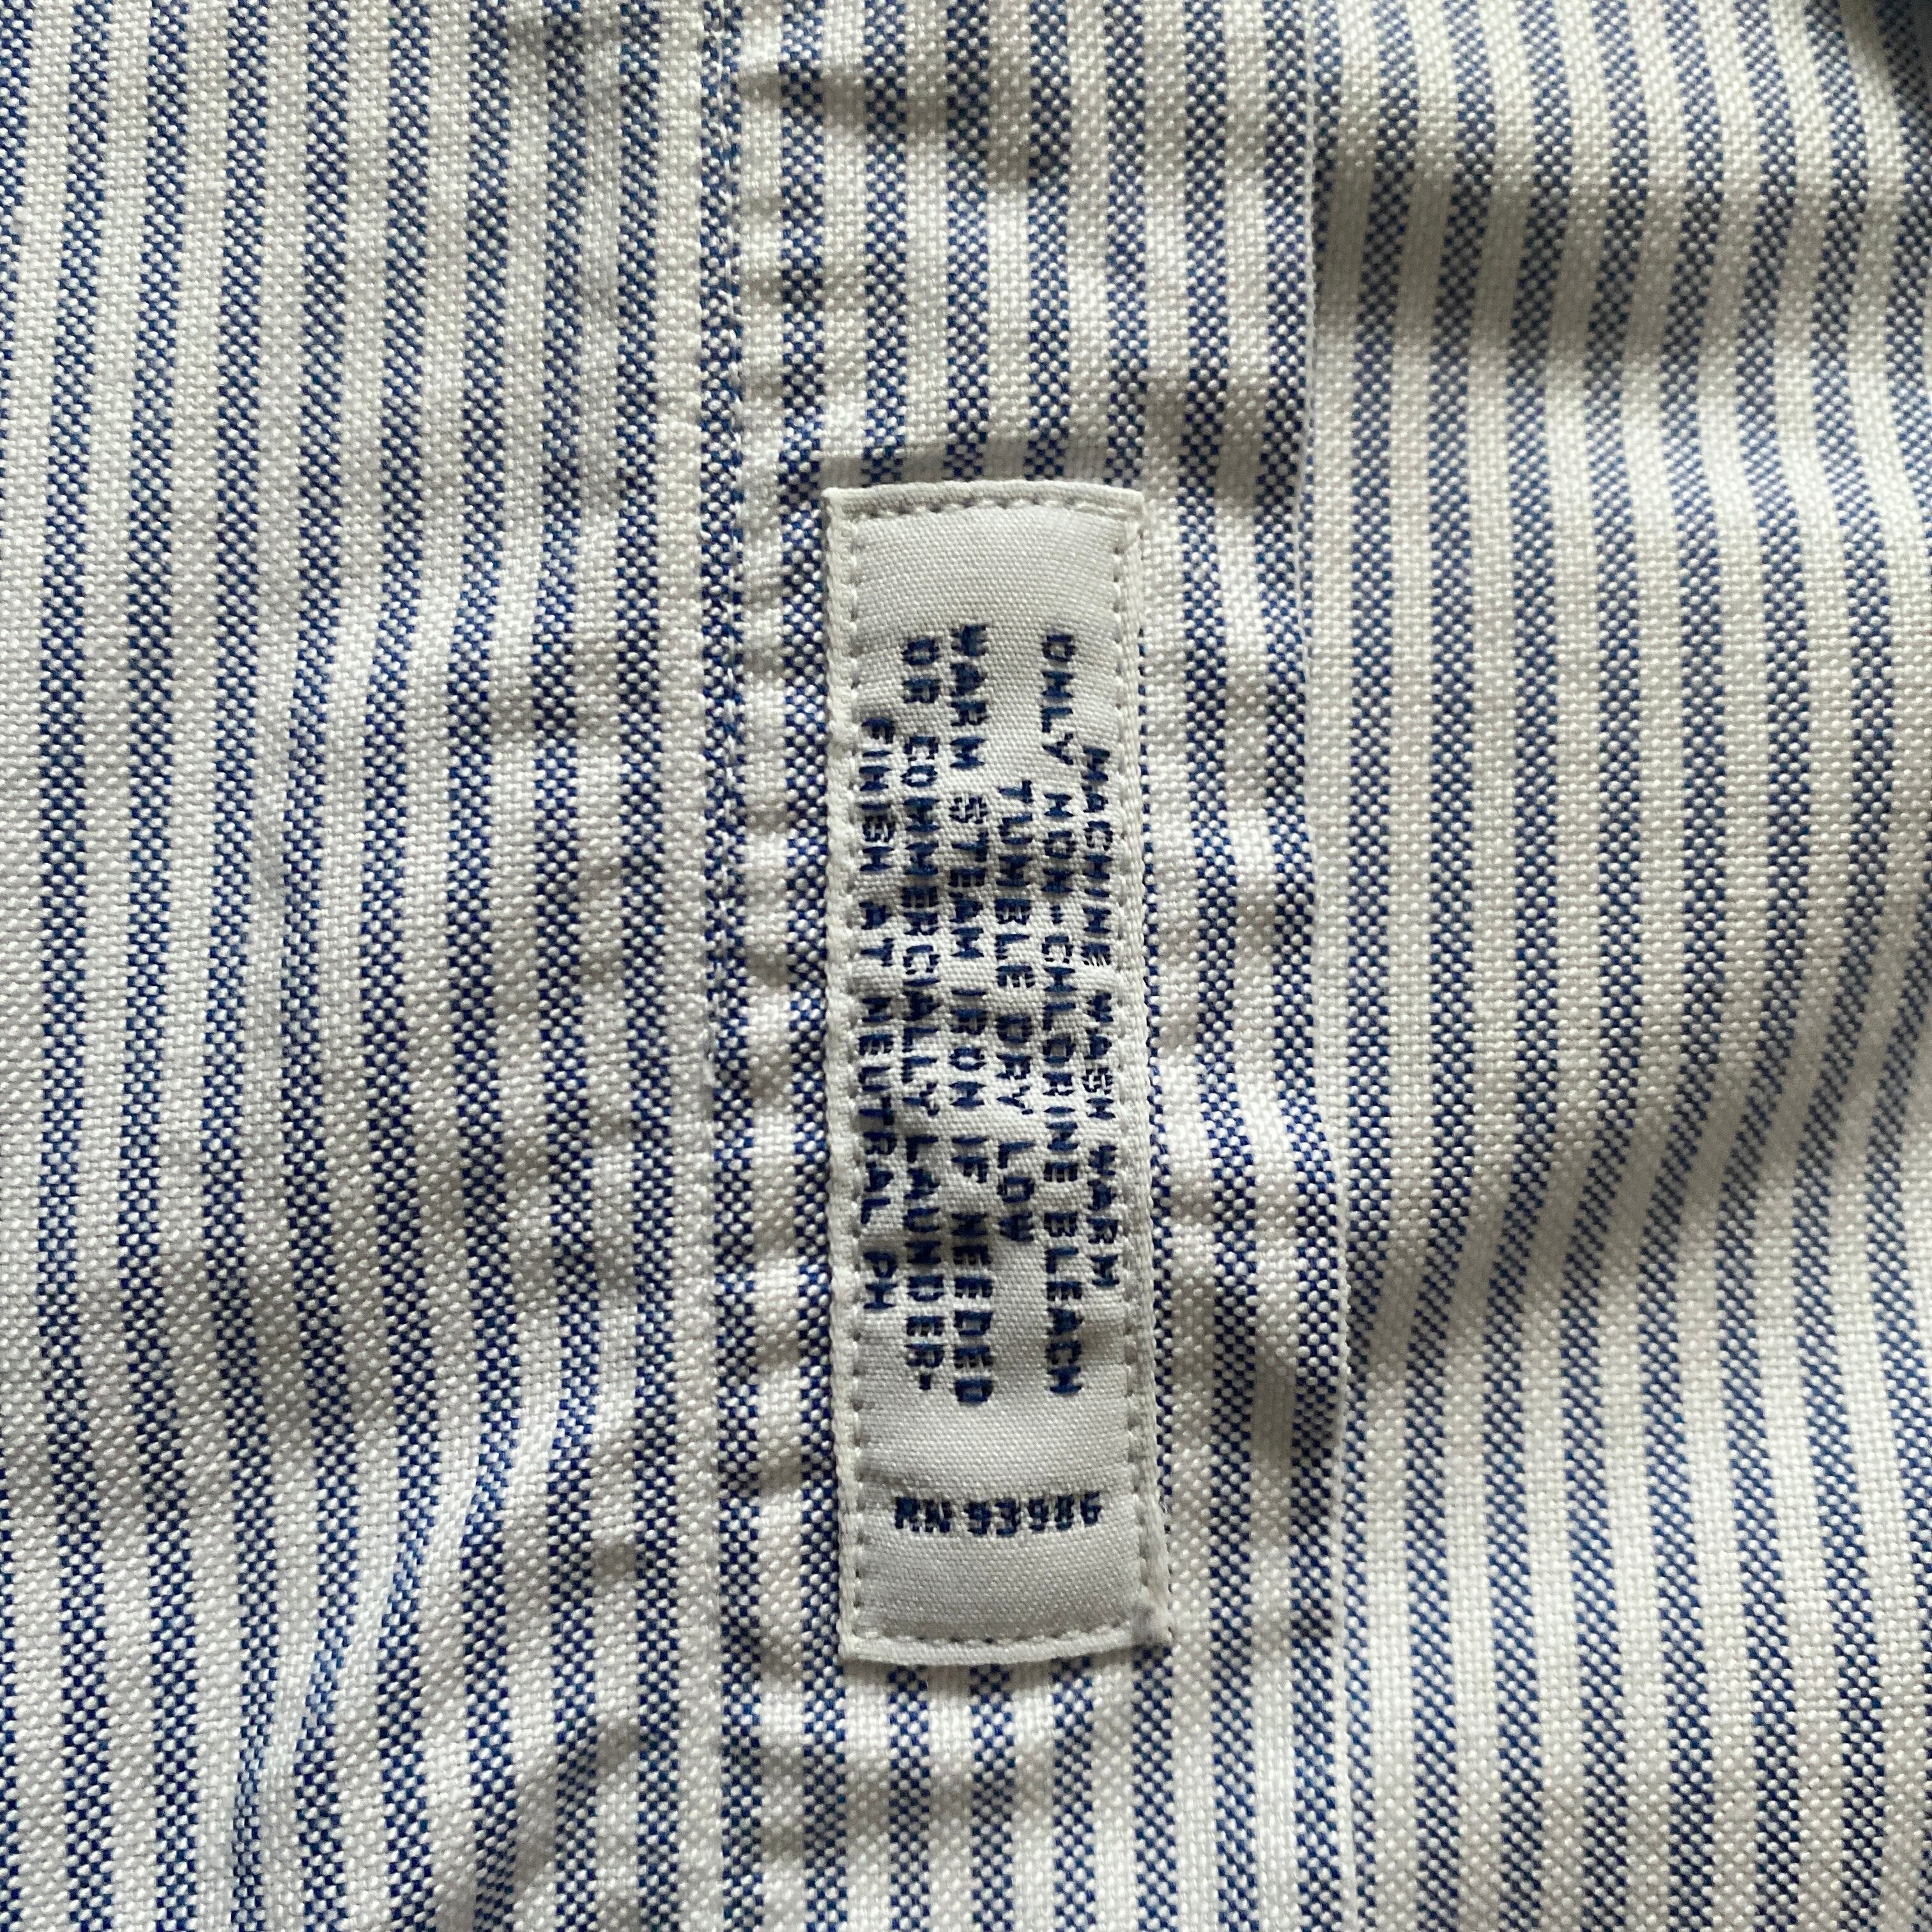 MACHINE WASH WARM
ONLY NON-CHLORINE BLEACH
TUMBLE DRY LOW
WARM STEAM IRON IF NEEDED
OR COMMERCIALLY LAUNDER-
FINISH AT NEUTRAL PH
RN